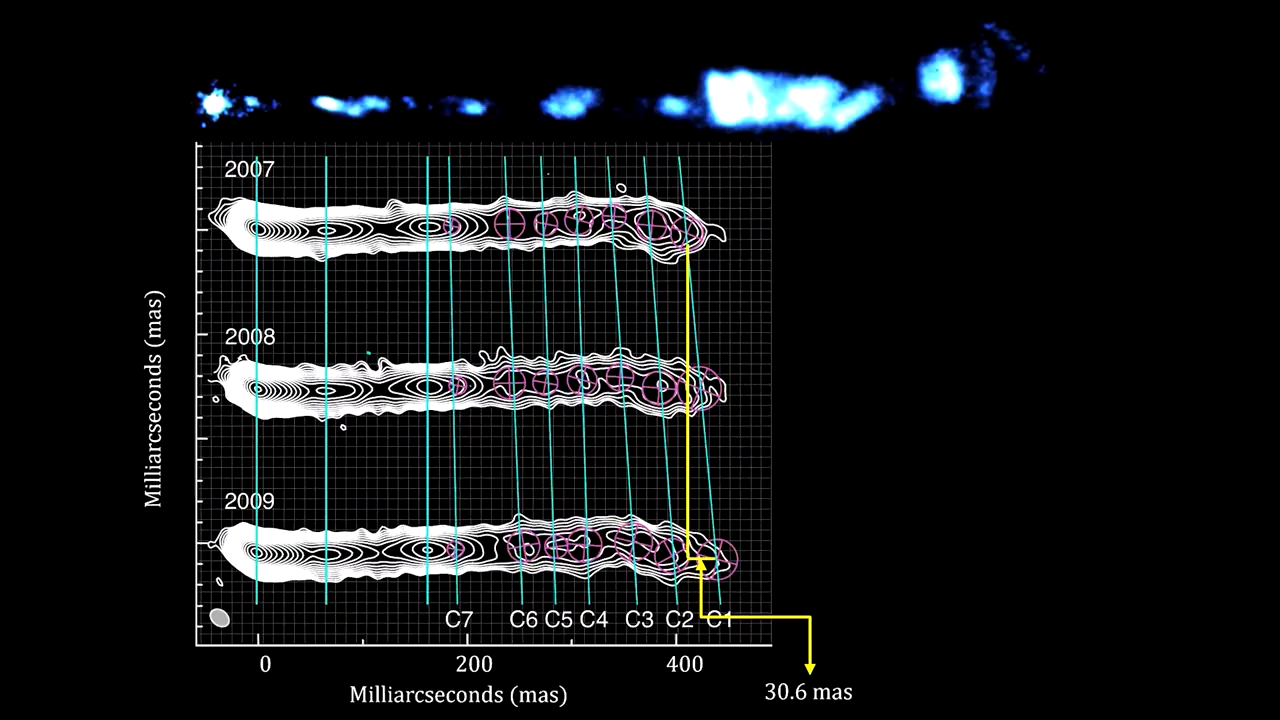 2007
2008
2009
Milliarcseconds (mas)
C7 C6 C5 C4 C3 C2 C1
0 200 400
Milliarcseconds (mas)
30.6 mas